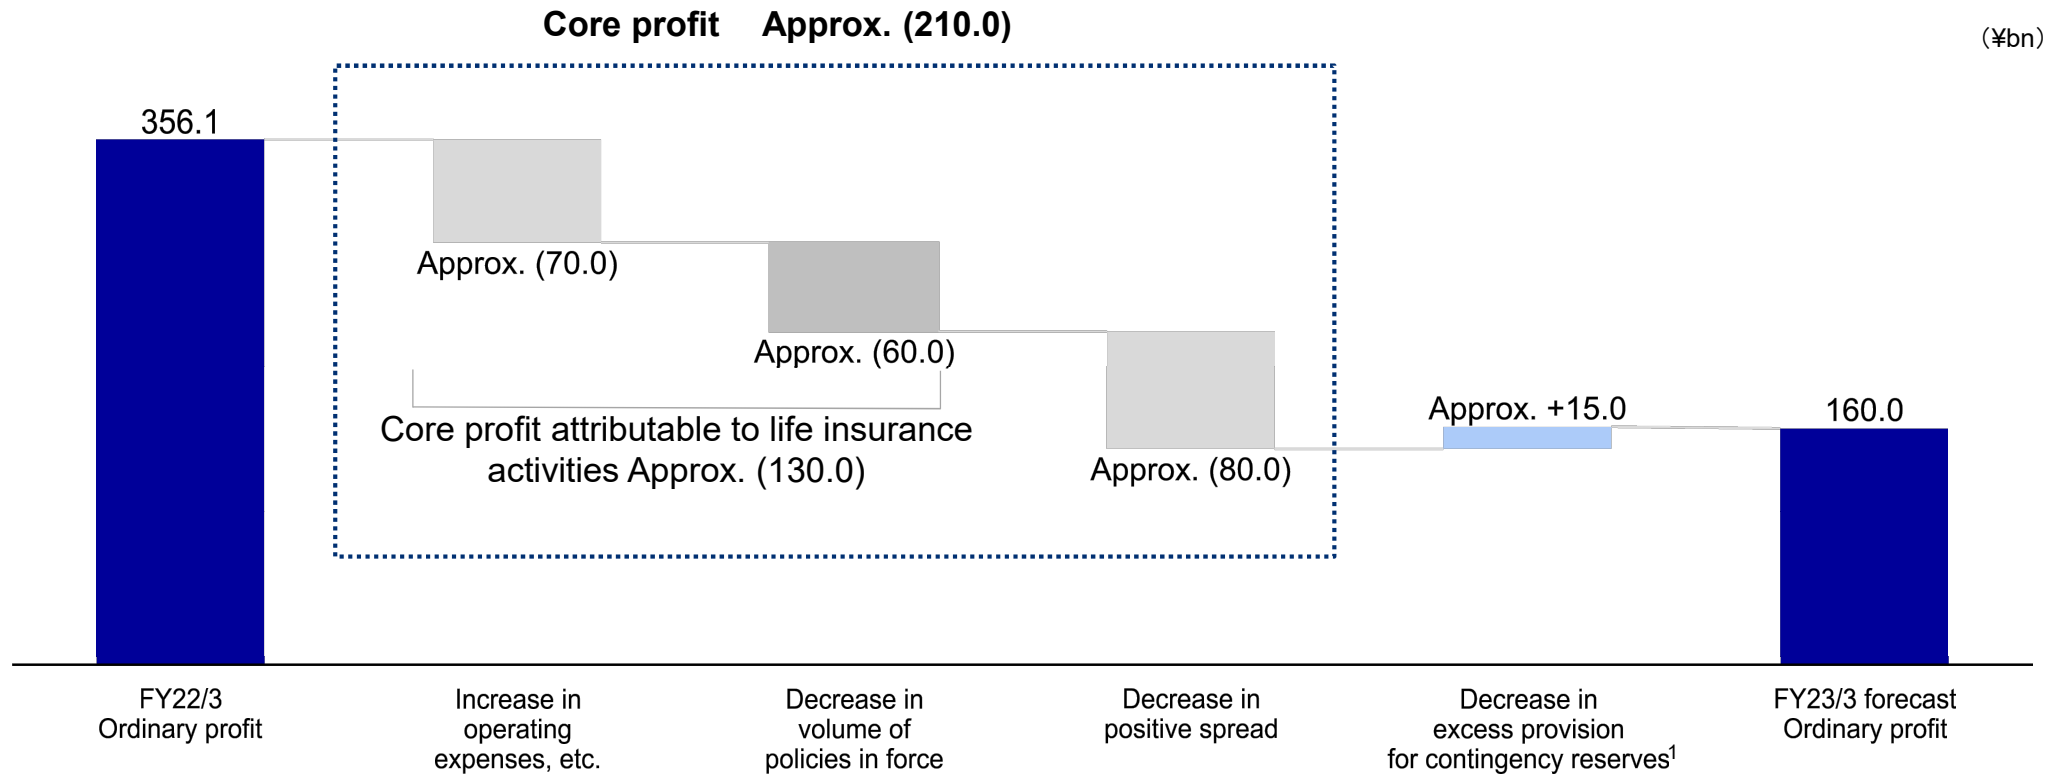 Core profit Approx. (210.0)
（¥bn）
356.1
Approx. (70.0)
Approx. (60.0)
Core profit attributable to life insurance
activities Approx. (130.0)
Approx. (80.0)
Approx. +15.0
160.0
FY22/3
Ordinary profit
Increase in
operating
expenses, etc.
Decrease in
volume of
policies in force
Decrease in
positive spread
Decrease in
excess provision
for contingency reserves1
FY23/3 forecast
Ordinary profit